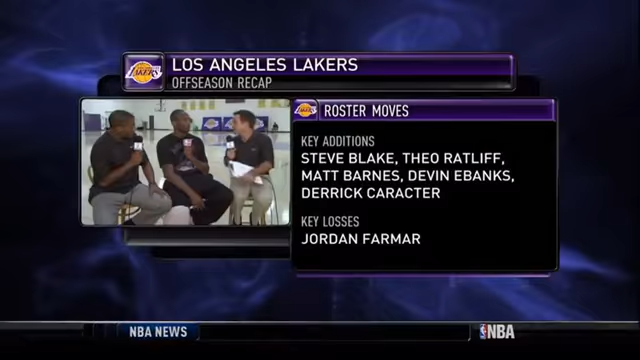 LOS ANGELES LAKERS
OFFSEASON RECAP
ROSTER MOVES
KEY ADDITIONS
STEVE BLAKE, THEO RATLIFF,
MATT BARNES, DEVIN EBANKS,
DERRICK CARACTER
KEY LOSSES
JORDAN FARMAR
NBA NEWS
NBA